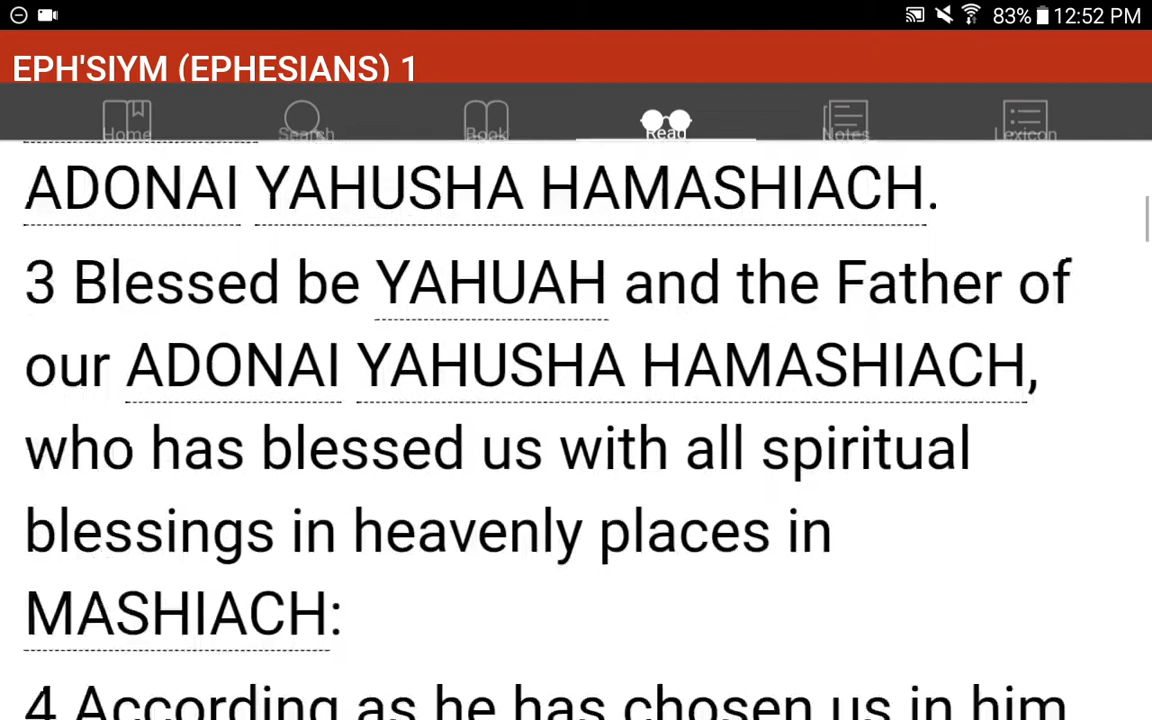 83% 12:52 PM
EPH'SIYM (EPHESIANS) 1
Home Search Book Read Notes Lexicon
ADONAI YAHUSHA HAMASHIACH.
3 Blessed be YAHUAH and the Father of
our ADONAI YAHUSHA HAMASHIACH,
who has blessed us with all spiritual
blessings in heavenly places in
MASHIACH:
4 According as he has chosen us in him